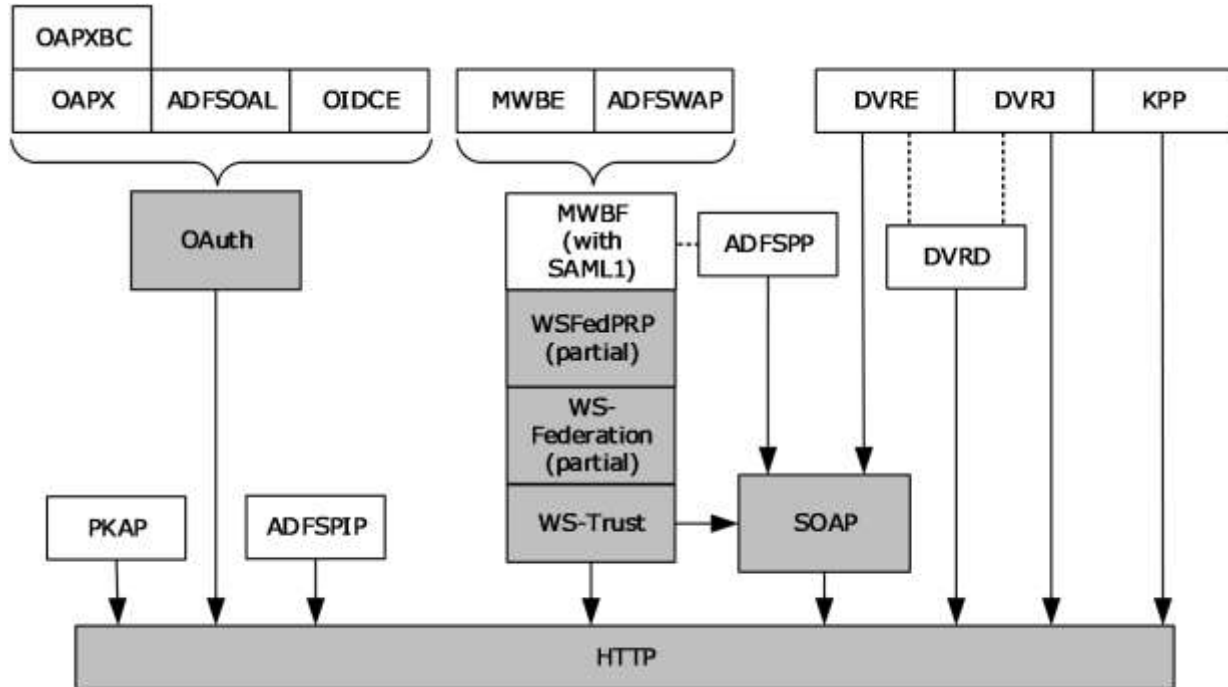 OAPXBC
OAPX
ADFSOAL
OIDCE
MWBE
ADFSWAP
DVRE
DVRJ
KPP
OAuth
MWBF
(with
SAML1)
ADFSPP
DVRD
WSFedPRP
(partial)
WS-
Federation
(partial)
PKAP
ADFSPIP
WS-Trust
SOAP
HTTP